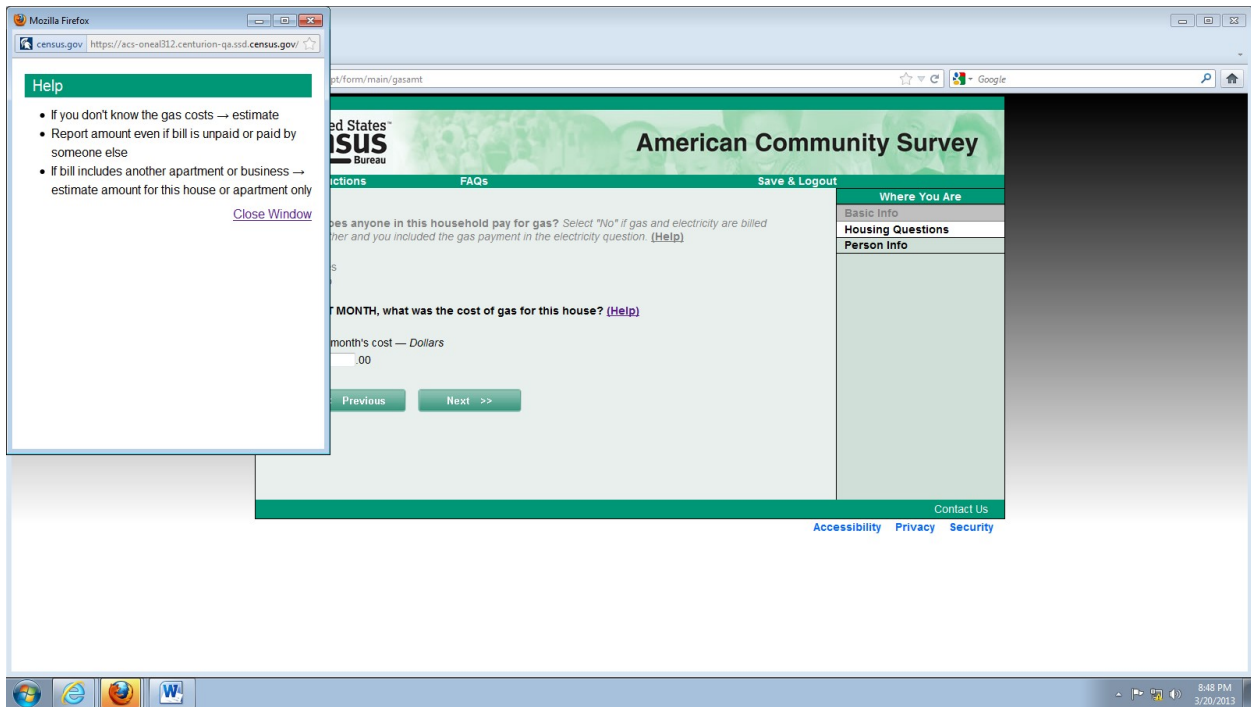 Mozilla Firefox
census.gov https://acs-oneal312.centurion-qa.ssd.census.gov/
Help
• If you don't know the gas costs → estimate
• Report amount even if bill is unpaid or paid by
someone else
• If bill includes another apartment or business →
estimate amount for this house or apartment only
Close Window
pt/form/main/gasamt
Google
ed States™
sus
Bureau
American Community Survey
uctions FAQs Save & Logout
oes anyone in this household pay for gas? Select "No" if gas and electricity are billed
ther and you included the gas payment in the electricity question. (Help)
s
T MONTH, what was the cost of gas for this house? (Help)
month's cost — Dollars
.00
Previous Next >>
Where You Are
Basic Info
Housing Questions
Person Info
Contact Us
Accessibility Privacy Security
8:48 PM
3/20/2013